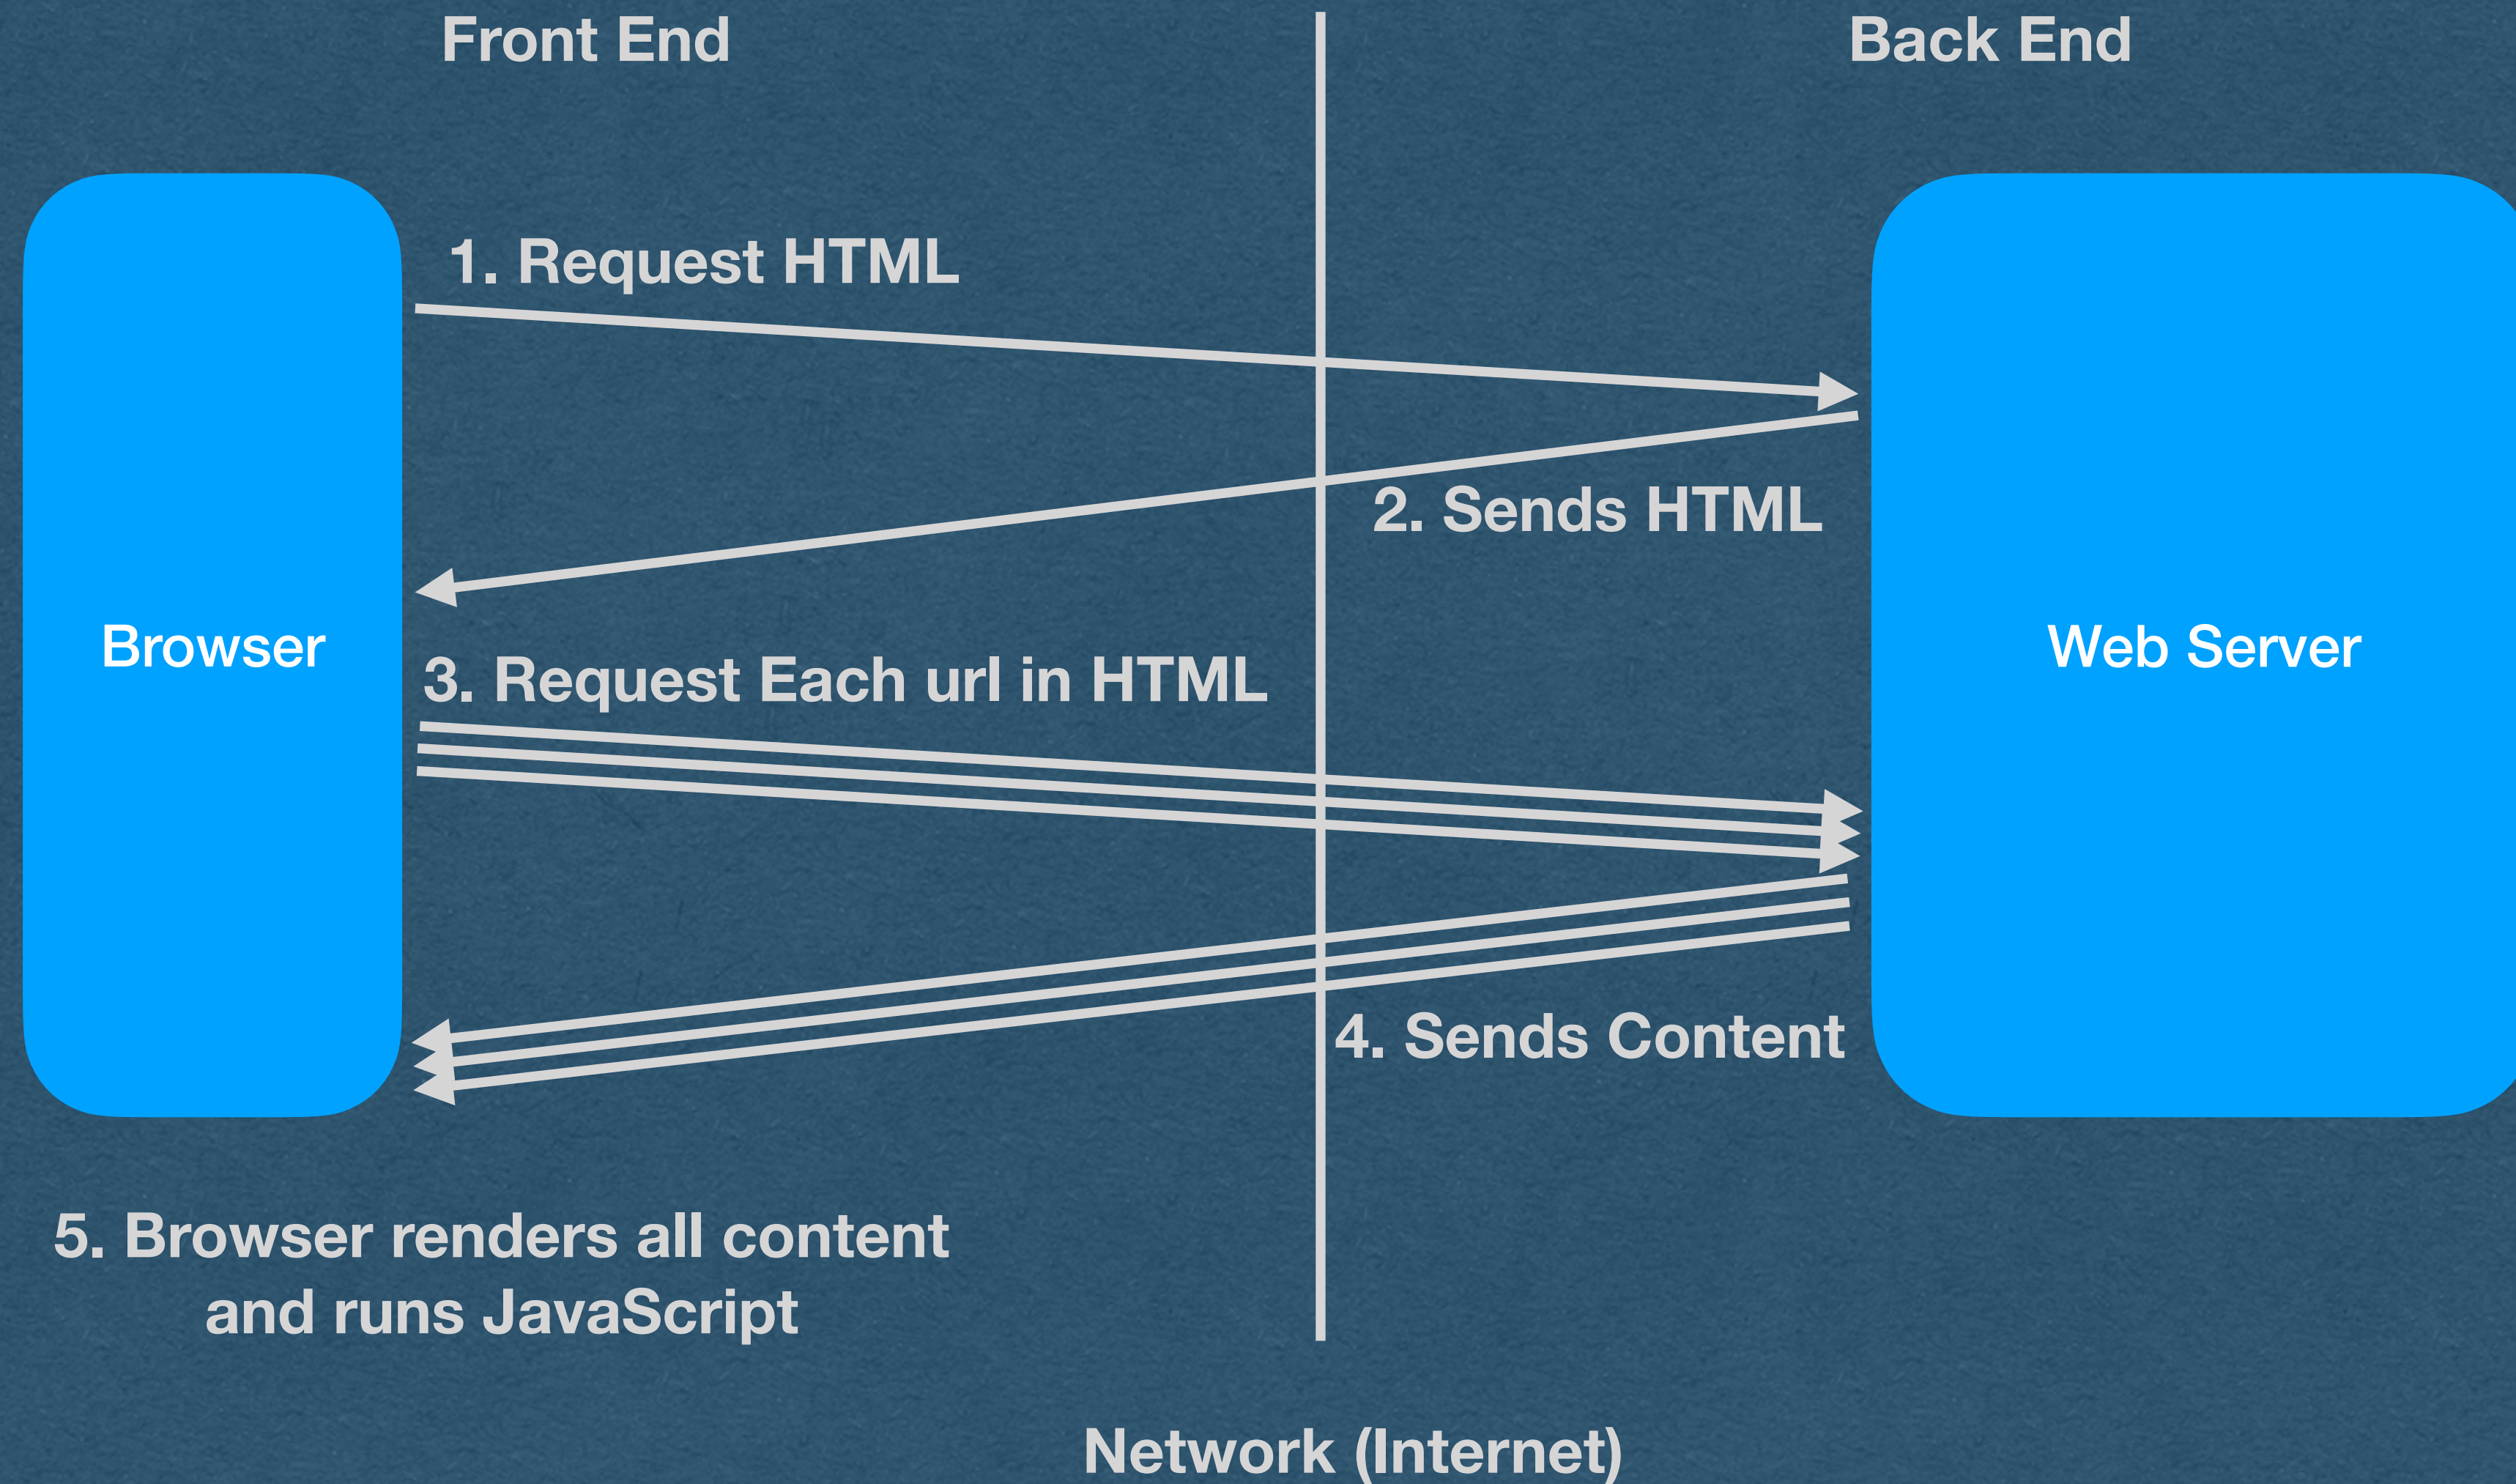 Front End
Back End
1. Request HTML
2. Sends HTML
Browser
Web Server
3. Request Each url in HTML
4. Sends Content
5. Browser renders all content
and runs JavaScript
Network (Internet)